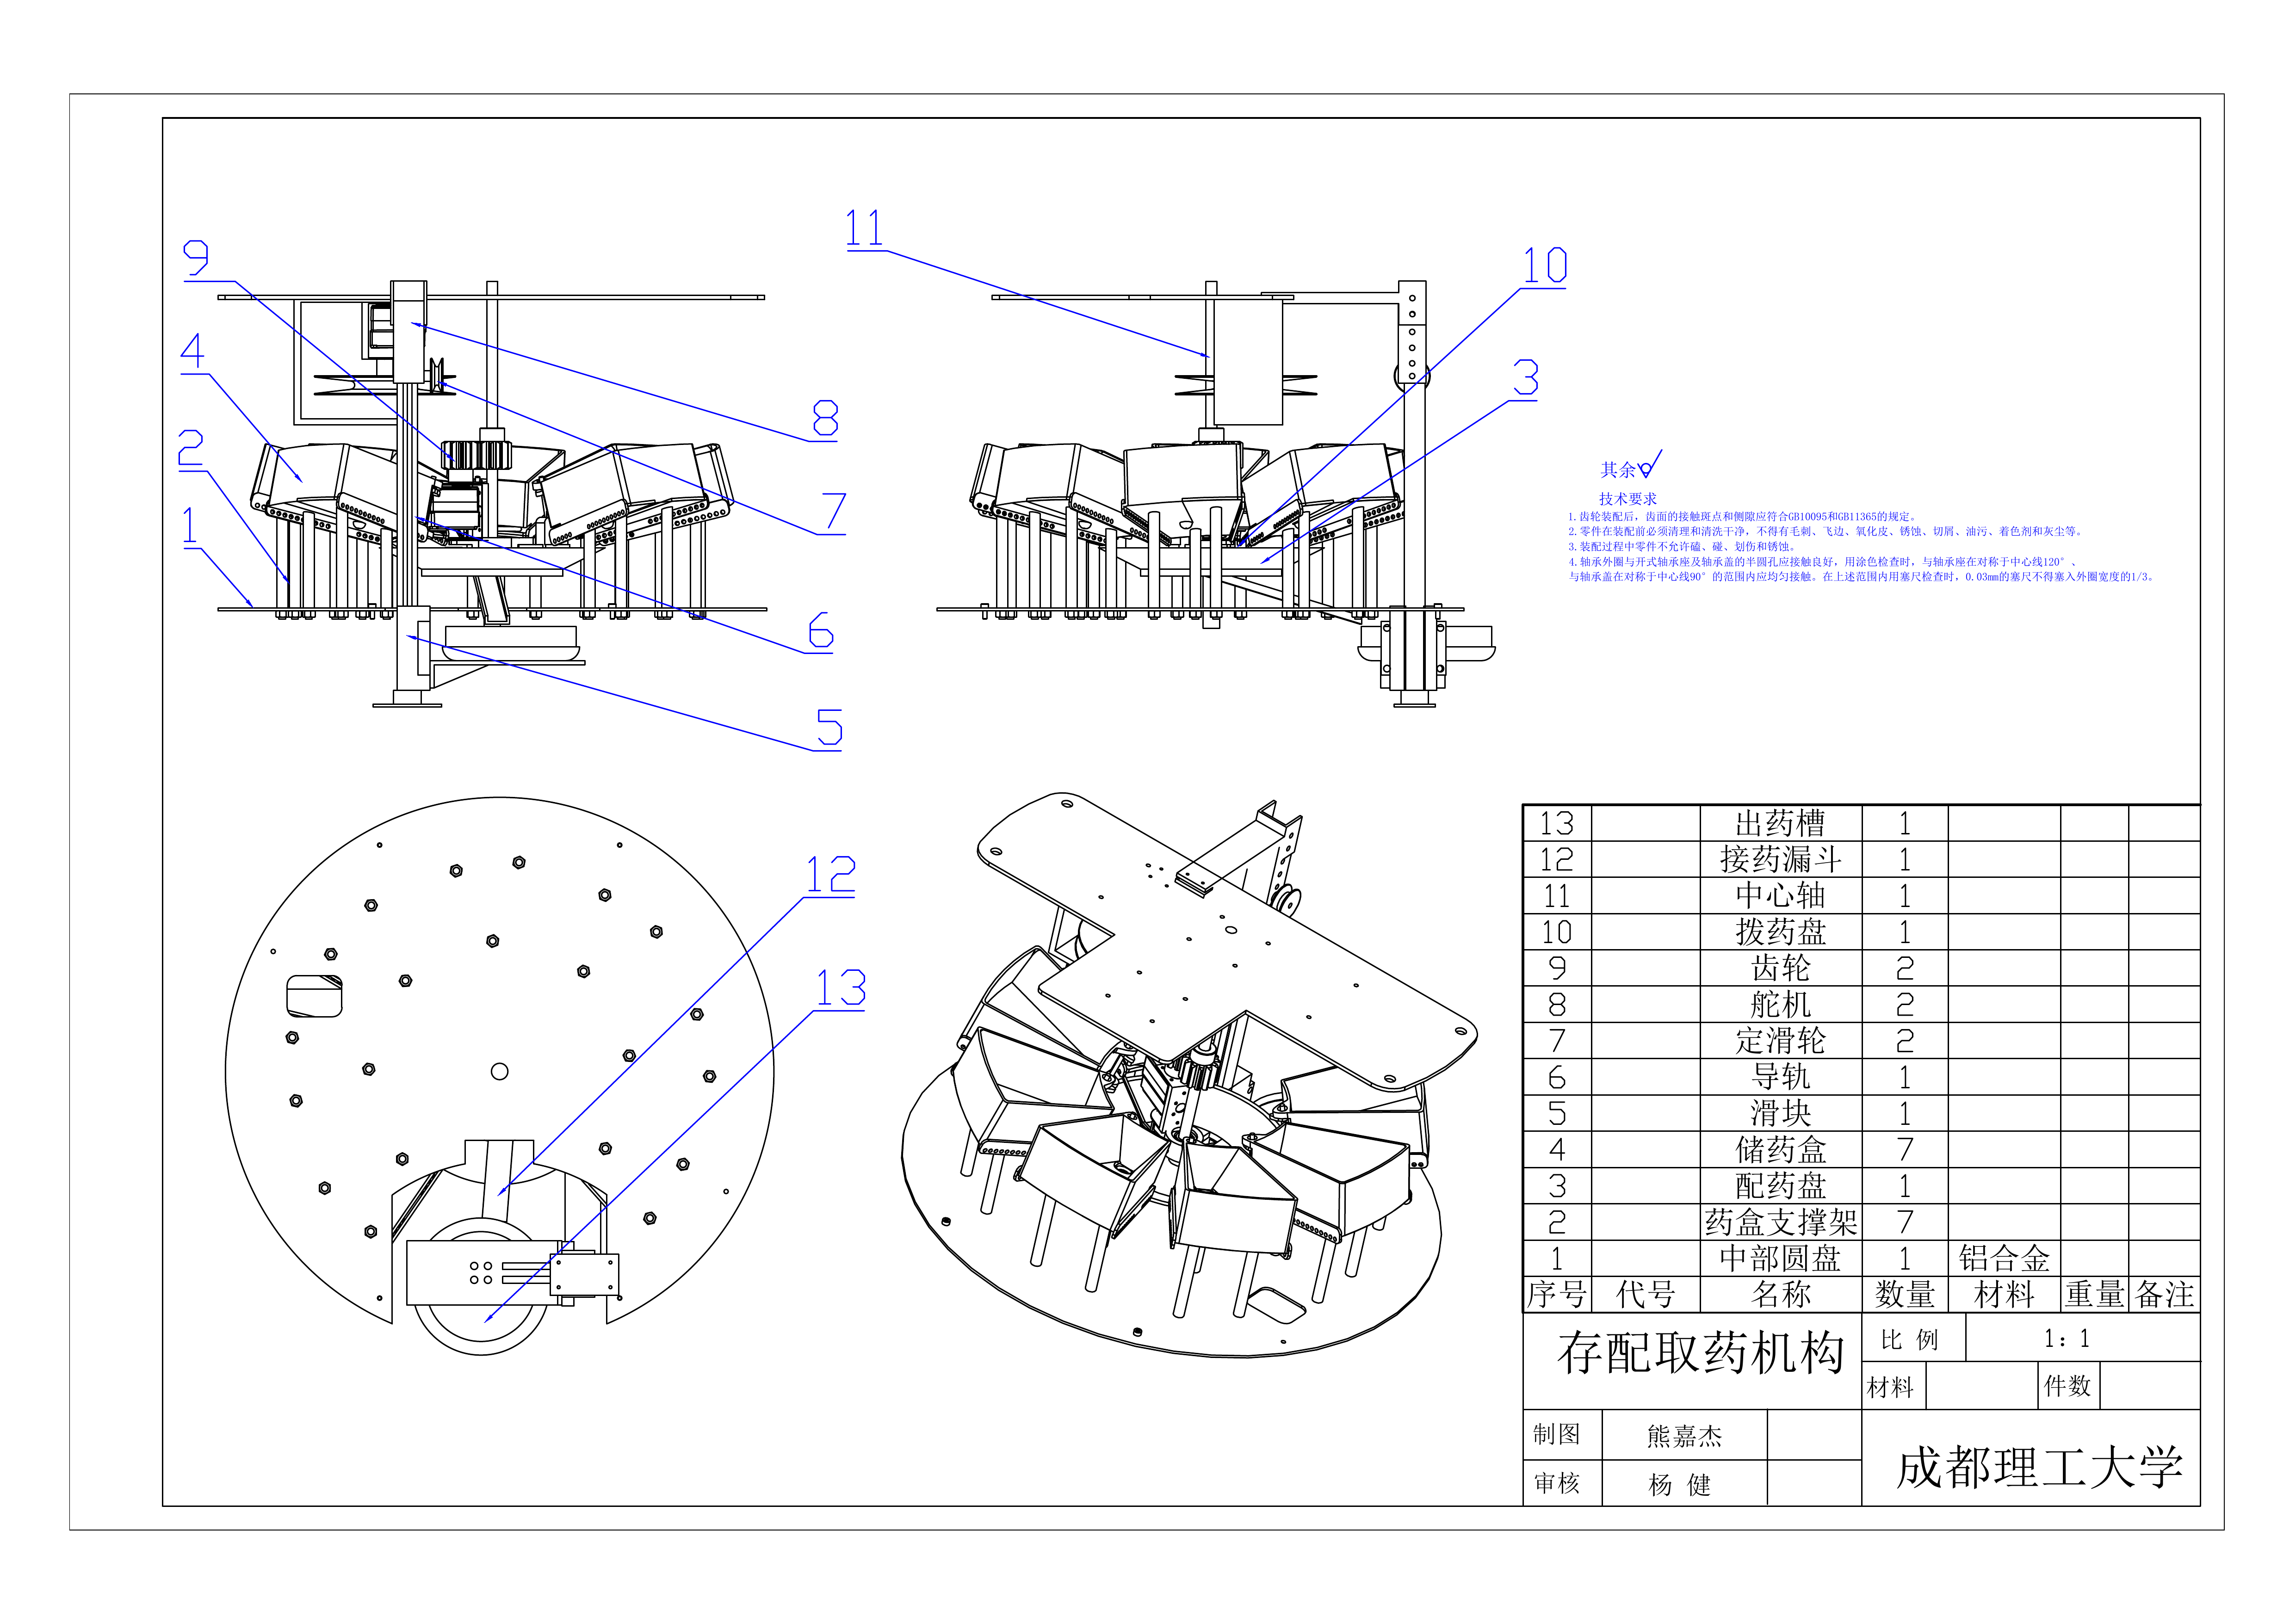 11
9
10
4
3
8
2
7
1
6
5
其余
技术要求
1.齿轮装配后，齿面的接触斑点和侧隙应符合GB10095和GB11365的规定。
2.零件在装配前必须清理和清洗干净，不得有毛刺、飞边、氧化皮、锈蚀、切屑、油污、着色剂和灰尘等。
3.装配过程中零件不允许磕、碰、划伤和锈蚀。
4.轴承外圈与开式轴承座及轴承盖的半圆孔应接触良好，用涂色检查时，与轴承座在对称于中心线120°、
与轴承盖在对称于中心线90°的范围内应均匀接触。在上述范围内用塞尺检查时，0.03mm的塞尺不得塞入外圈宽度的1/3。
12
13
13 出药槽 1
12 接药漏斗 1
11 中心轴 1
10 拨药盘 1
9 齿轮 2
8 舵机 2
7 定滑轮 2
6 导轨 1
5 滑块 1
4 储药盒 7
3 配药盘 1
2 药盒支撑架 7
1 中部圆盘 1 铝合金
序号 代号 名称 数量 材料 重量 备注
存配取药机构
比 例 1：1
材料 件数
制图 熊嘉杰
审核 杨 健
成都理工大学